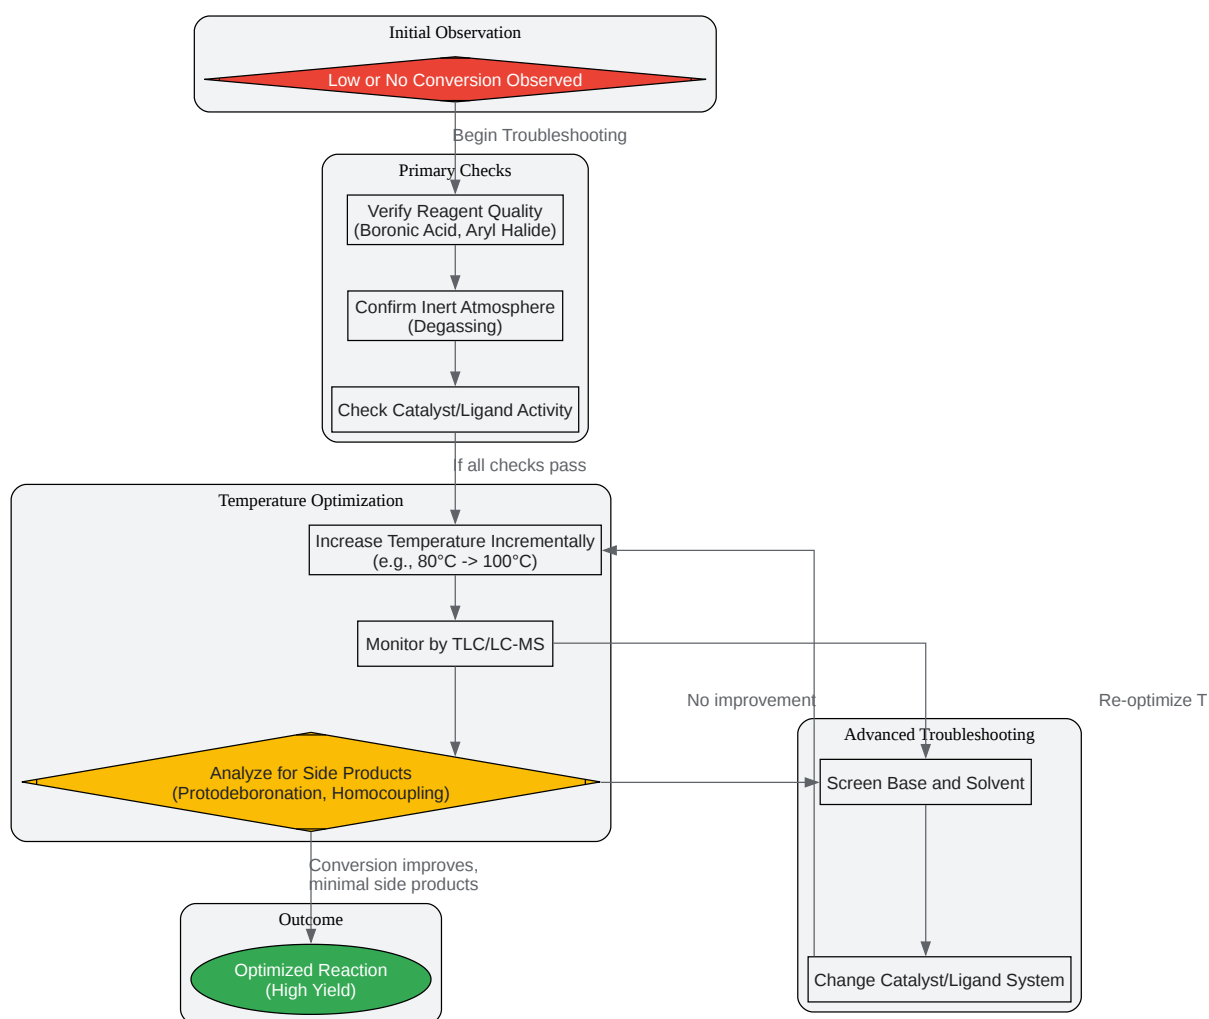 Initial Observation
Low or No Conversion Observed
Begin Troubleshooting
Primary Checks
Verify Reagent Quality
(Boronic Acid, Aryl Halide)
Confirm Inert Atmosphere
(Degassing)
Check Catalyst/Ligand Activity
If all checks pass
Temperature Optimization
Increase Temperature Incrementally
(e.g., 80°C -> 100°C)
Monitor by TLC/LC-MS
No improvement
Re-optimize T
Advanced Troubleshooting
Analyze for Side Products
(Protodeboronation, Homocoupling)
Screen Base and Solvent
Conversion improves,
minimal side products
Outcome
Optimized Reaction
(High Yield)
Change Catalyst/Ligand System